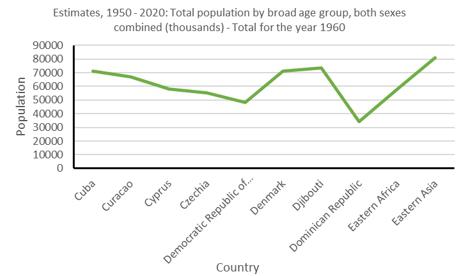 Estimates, 1950 - 2020: Total population by broad age group, both sexes
combined (thousands) - Total for the year 1960
90000
80000
70000
60000
50000
40000
30000
20000
10000
0
Population
Cuba
Curacao
Cyprus
Czechia
Democratic Republic of...
Denmark
Djibouti
Dominican Republic
Eastern Africa
Eastern Asia
Country